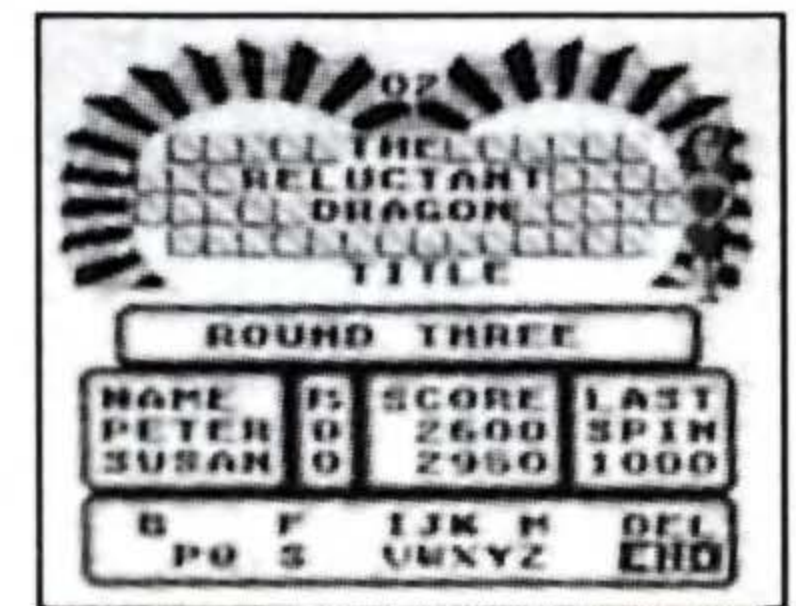 02
THE
RELUCTANT
DRAGON
TITLE
ROUND THREE
NAME R SCORE LAST
PETER 0 2600 SPIN
SUSAN 0 2950 1000
B F IJK M DEL
PQ S VWXYZ END